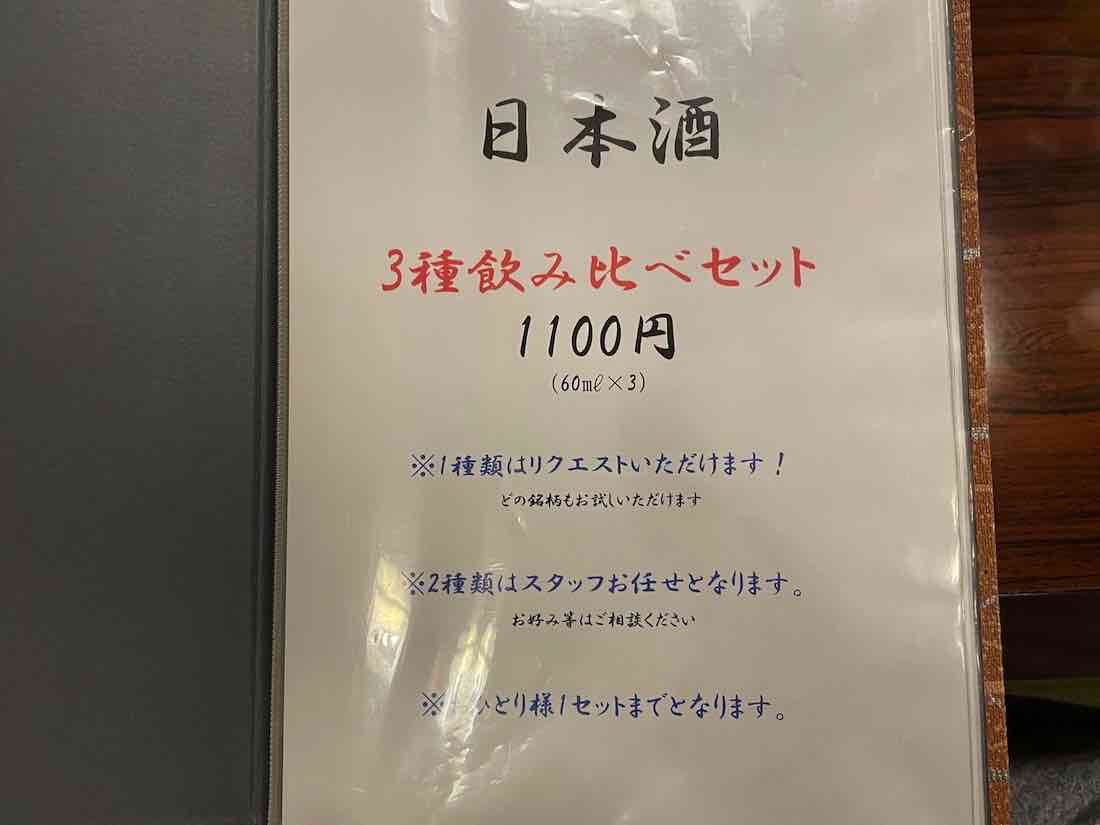 日本酒
3種飲み比べセット
1100円
(60㎖×3)
※1種類はリクエストいただけます!
どの銘柄もお試しいただけます
※2種類はスタッフお任せとなります。
お好み等はご相談ください
※おひとり様1セットまでとなります。